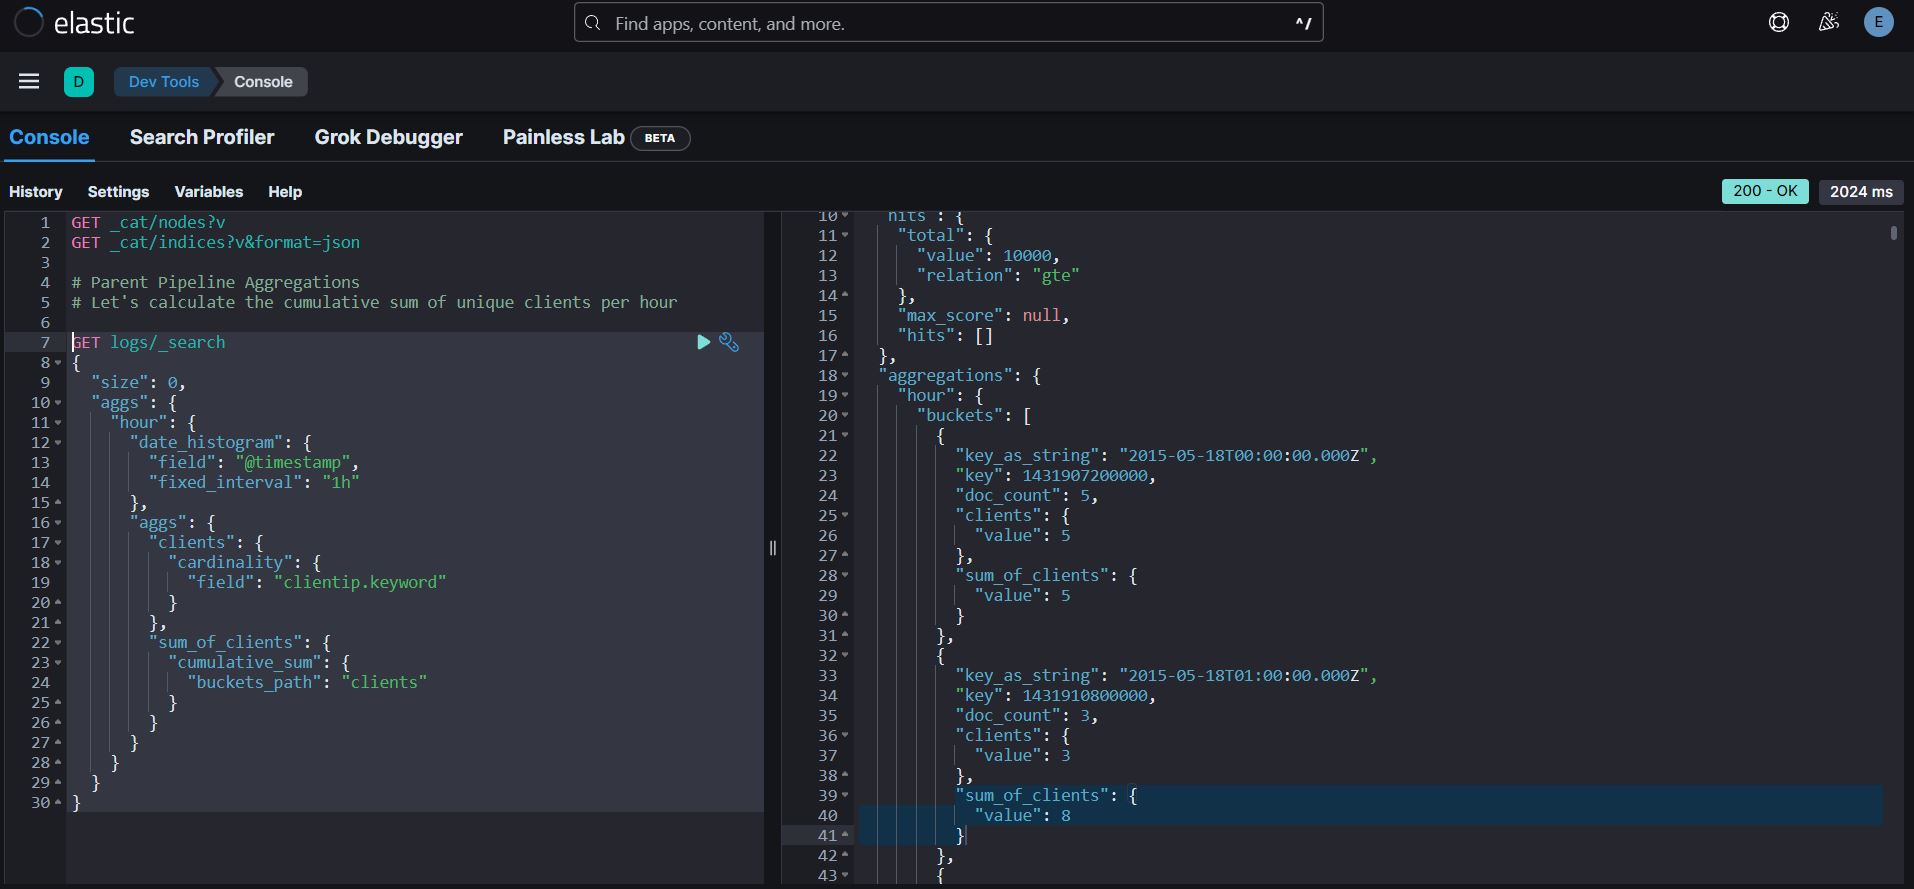 elastic
Find apps, content, and more.
^/
E
D
Dev Tools
Console
Console
Search Profiler
Grok Debugger
Painless Lab
BETA
History
Settings
Variables
Help
200 - OK
2024 ms
1 GET _cat/nodes?v
2 GET _cat/indices?v&format=json
3
4 # Parent Pipeline Aggregations
5 # Let's calculate the cumulative sum of unique clients per hour
6
7 GET logs/_search
8 {
9 "size": 0,
10 "aggs": {
11 "hour": {
12 "date_histogram": {
13 "field": "@timestamp",
14 "fixed_interval": "1h"
15 },
16 "aggs": {
17 "clients": {
18 "cardinality": {
19 "field": "clientip.keyword"
20 }
21 },
22 "sum_of_clients": {
23 "cumulative_sum": {
24 "buckets_path": "clients"
25 }
26 }
27 }
28 }
29 }
30 }
10 "hits": {
11 "total": {
12 "value": 10000,
13 "relation": "gte"
14 },
15 "max_score": null,
16 "hits": []
17 },
18 "aggregations": {
19 "hour": {
20 "buckets": [
21 {
22 "key_as_string": "2015-05-18T00:00:00.000Z",
23 "key": 1431907200000,
24 "doc_count": 5,
25 "clients": {
26 "value": 5
27 },
28 "sum_of_clients": {
29 "value": 5
30 }
31 },
32 {
33 "key_as_string": "2015-05-18T01:00:00.000Z",
34 "key": 1431910800000,
35 "doc_count": 3,
36 "clients": {
37 "value": 3
38 },
39 "sum_of_clients": {
40 "value": 8
41 }
42 },
43 {